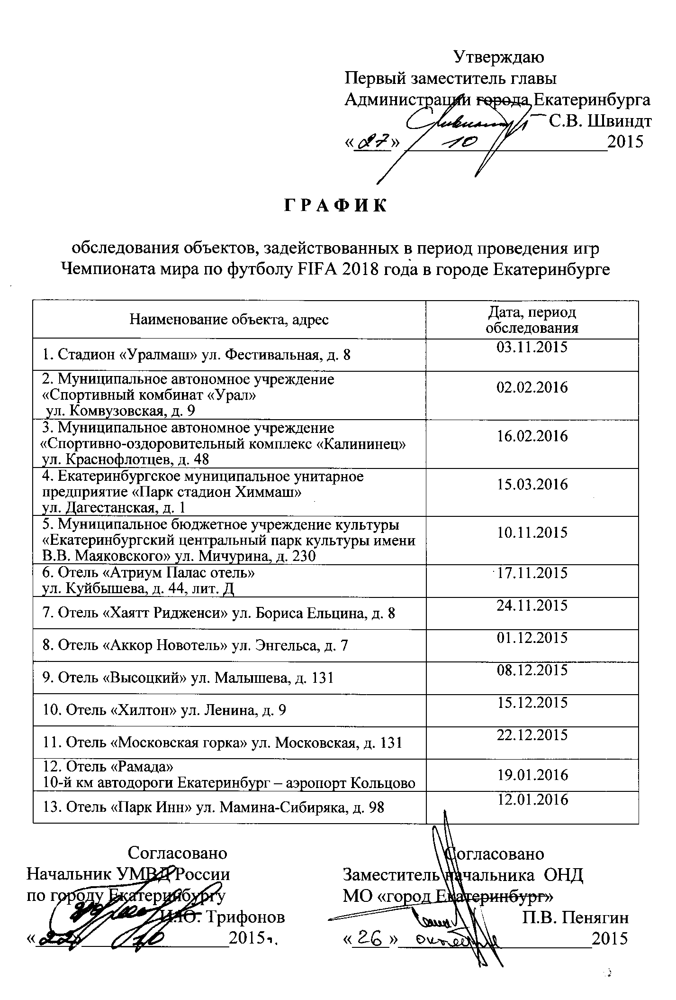 Утверждаю
Первый заместитель главы
Администрации города Екатеринбурга
С.В. Швиндт
«27» 10 2015
ГРАФИК
обследования объектов, задействованных в период проведения игр
Чемпионата мира по футболу FIFA 2018 года в городе Екатеринбурге
Наименование объекта, адрес
Дата, период
обследования
1. Стадион «Уралмаш» ул. Фестивальная, д. 8
03.11.2015
2. Муниципальное автономное учреждение
«Спортивный комбинат «Урал»
ул. Комвузовская, д. 9
02.02.2016
3. Муниципальное автономное учреждение
«Спортивно-оздоровительный комплекс «Калининец»
ул. Краснофлотцев, д. 48
16.02.2016
4. Екатеринбургское муниципальное унитарное
предприятие «Парк стадион Химмаш»
ул. Дагестанская, д. 1
15.03.2016
5. Муниципальное бюджетное учреждение культуры
«Екатеринбургский центральный парк культуры имени
В.В. Маяковского» ул. Мичурина, д. 230
10.11.2015
6. Отель «Атриум Палас отель»
ул. Куйбышева, д. 44, лит. Д
17.11.2015
7. Отель «Хаятт Ридженси» ул. Бориса Ельцина, д. 8
24.11.2015
8. Отель «Аккор Новотель» ул. Энгельса, д. 7
01.12.2015
9. Отель «Высоцкий» ул. Малышева, д. 131
08.12.2015
10. Отель «Хилтон» ул. Ленина, д. 9
15.12.2015
11. Отель «Московская горка» ул. Московская, д. 131
22.12.2015
12. Отель «Рамада»
10-й км автодороги Екатеринбург – аэропорт Кольцово
19.01.2016
13. Отель «Парк Инн» ул. Мамина-Сибиряка, д. 98
12.01.2016
Согласовано
Начальник УМВД России
по городу Екатеринбургу
И.Ю. Трифонов
«22» 10 2015г.
Согласовано
Заместитель начальника ОНД
МО «город Екатеринбург»
П.В. Пенягин
«26» октября 2015